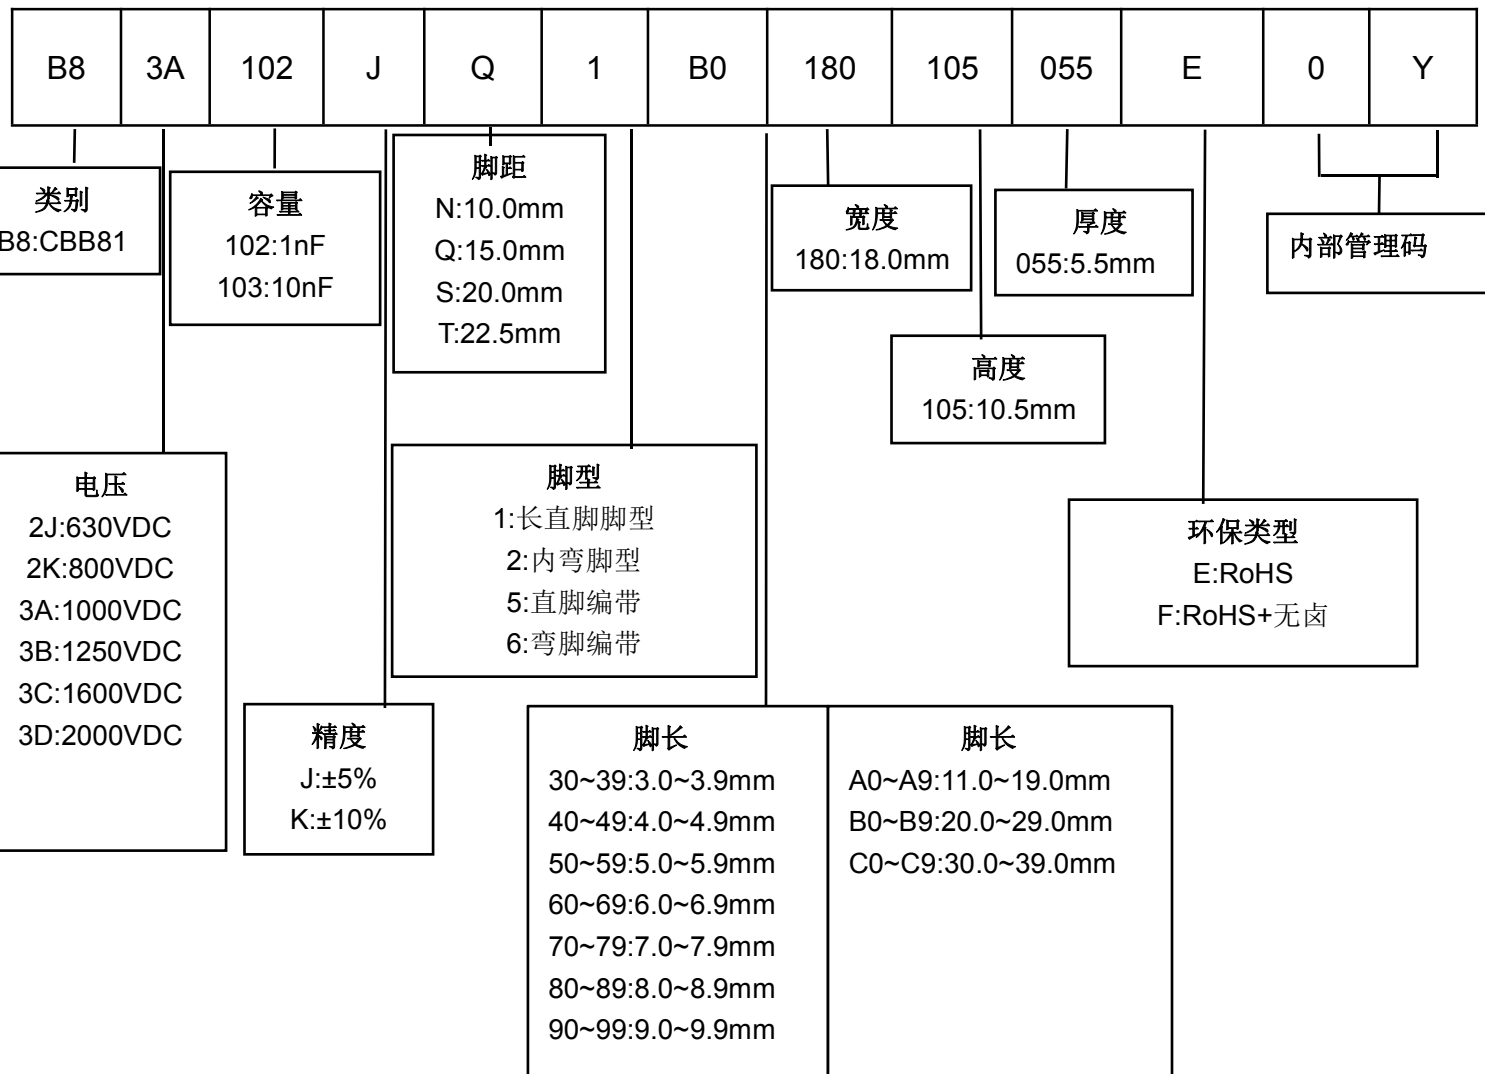 B8 3A 102 J Q 1 B0 180 105 055 E 0 Y
类别
B8:CBB81
容量
102:1nF
103:10nF
脚距
N:10.0mm
Q:15.0mm
S:20.0mm
T:22.5mm
宽度
180:18.0mm
厚度
055:5.5mm
内部管理码
高度
105:10.5mm
电压
2J:630VDC
2K:800VDC
3A:1000VDC
3B:1250VDC
3C:1600VDC
3D:2000VDC
脚型
1:长直脚脚型
2:内弯脚型
5:直脚编带
6:弯脚编带
环保类型
E:RoHS
F:RoHS+无卤
精度
J:±5%
K:±10%
脚长
30~39:3.0~3.9mm
40~49:4.0~4.9mm
50~59:5.0~5.9mm
60~69:6.0~6.9mm
70~79:7.0~7.9mm
80~89:8.0~8.9mm
90~99:9.0~9.9mm
脚长
A0~A9:11.0~19.0mm
B0~B9:20.0~29.0mm
C0~C9:30.0~39.0mm